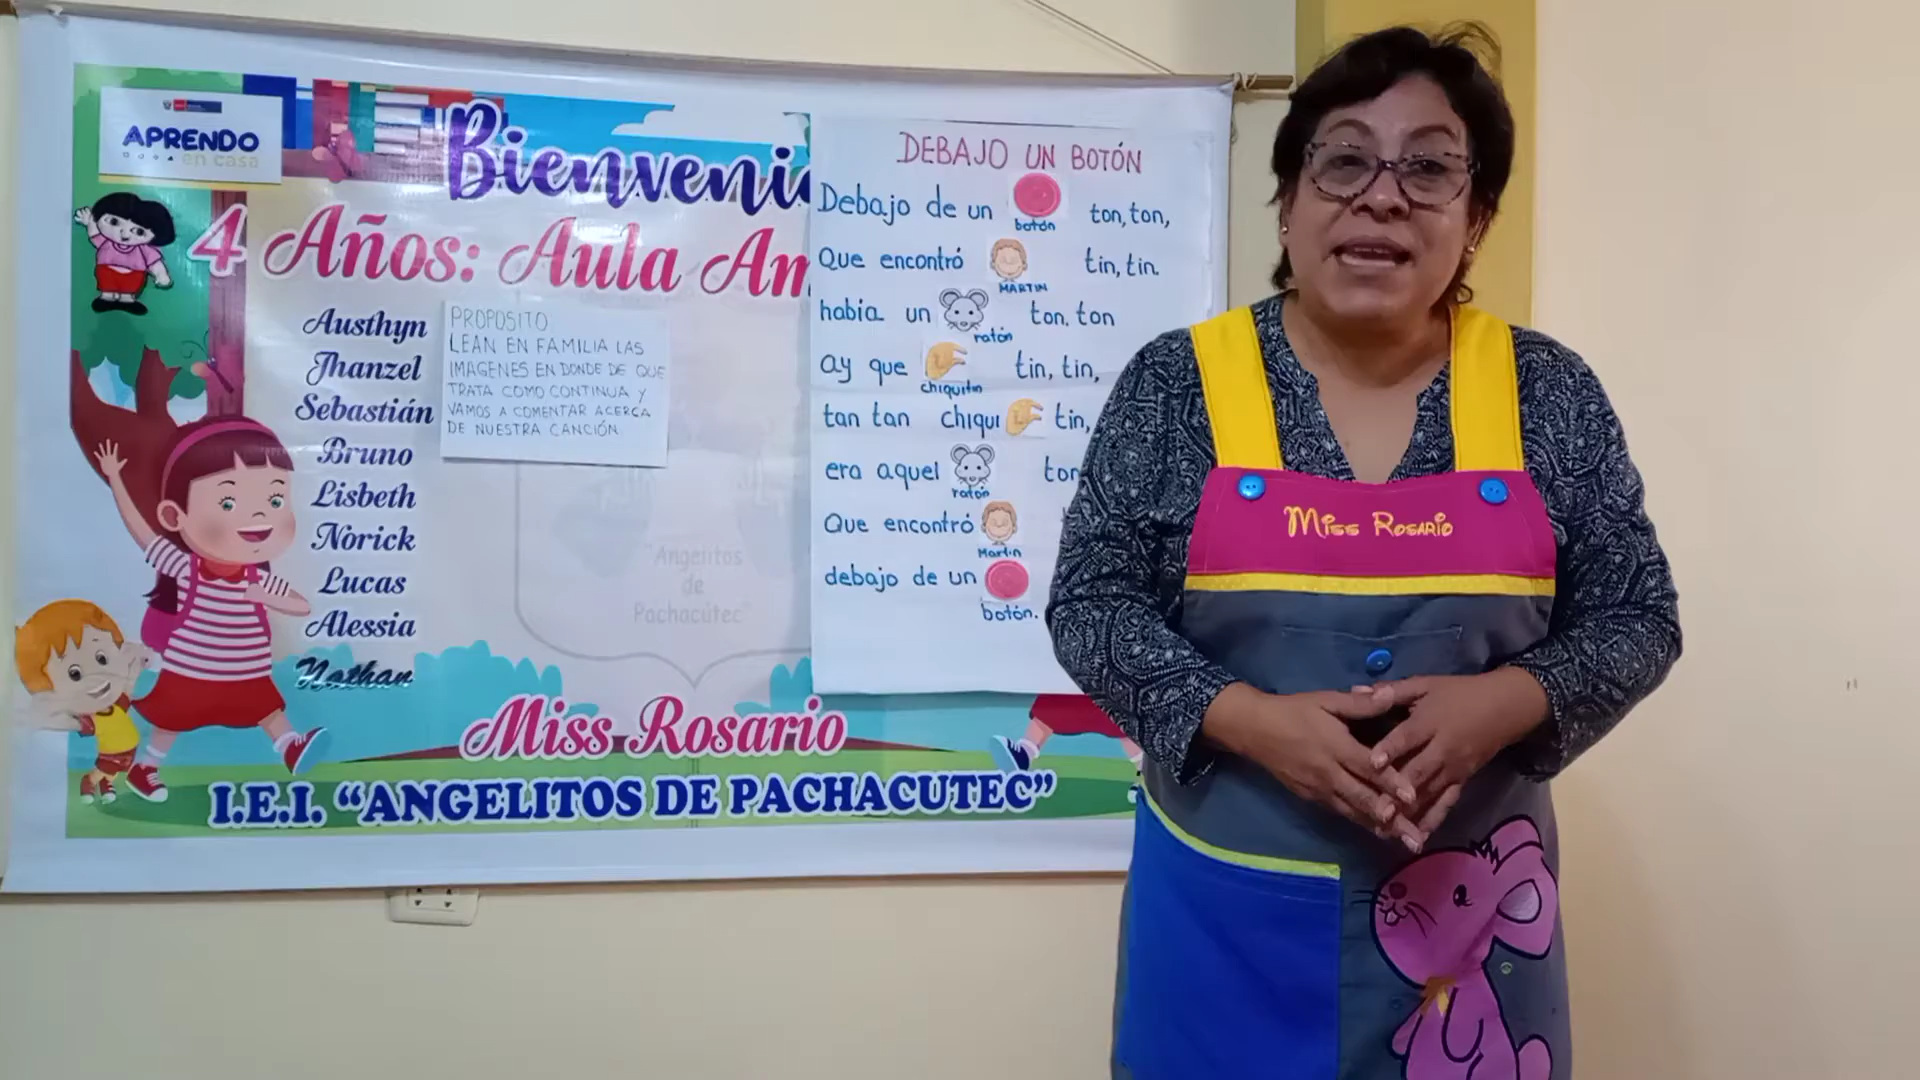 APRENDO
en casa
Bienveni
4 Años: Aula Am
Austhyn
Jhanzel
Sebastián
Bruno
Lisbeth
Norick
Lucas
Alessia
Nathan
PROPOSITO
LEAN EN FAMILIA LAS
IMAGENES EN DONDE DE QUE
TRATA COMO CONTINUA Y
VAMOS A COMENTAR ACERCA
DE NUESTRA CANCIÓN
"Angelitos
de
Pachacútec"
Miss Rosario
I.E.I. “ANGELITOS DE PACHACUTEC”
DEBAJO UN BOTÓN
Debajo de un botón ton, ton,
Que encontró MARTIN tin, tin.
habia un ratón ton. ton
ay que chiquitin tin, tin,
tan tan chiqui tin,
era aquel ratón ton
Que encontró Martin
debajo de un botón.
Miss Rosario